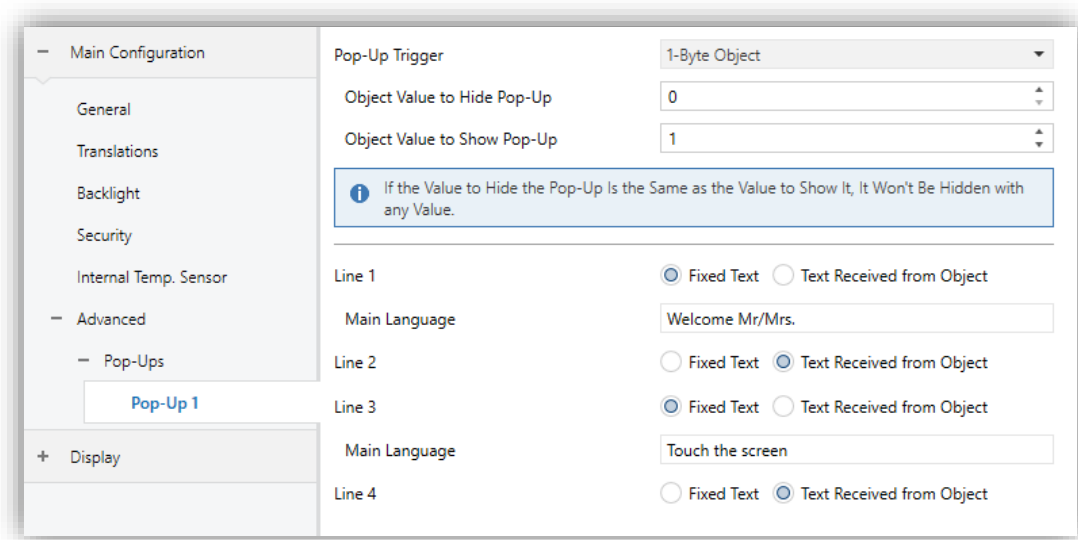 Main Configuration
General
Translations
Backlight
Security
Internal Temp. Sensor
Advanced
Pop-Ups
Pop-Up 1
Display
Pop-Up Trigger 1-Byte Object
Object Value to Hide Pop-Up 0
Object Value to Show Pop-Up 1
If the Value to Hide the Pop-Up Is the Same as the Value to Show It, It Won't Be Hidden with
any Value.
Line 1 Fixed Text Text Received from Object
Main Language Welcome Mr/Mrs.
Line 2 Fixed Text Text Received from Object
Line 3 Fixed Text Text Received from Object
Main Language Touch the screen
Line 4 Fixed Text Text Received from Object